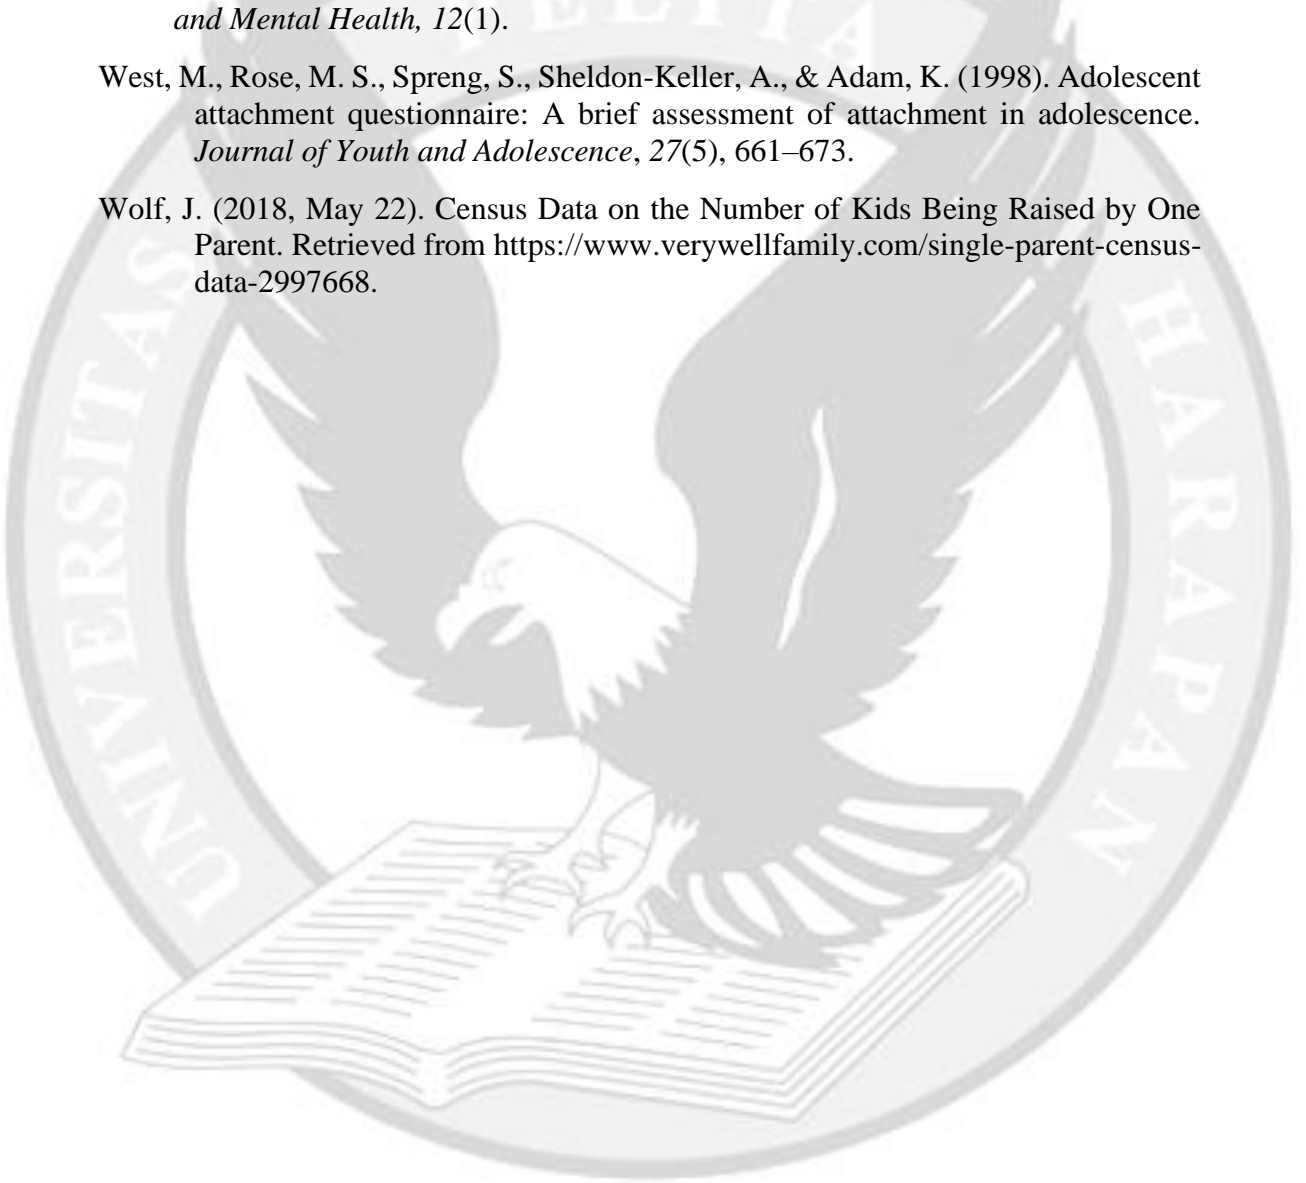 and Mental Health, 12(1).
West, M., Rose, M. S., Spreng, S., Sheldon-Keller, A., & Adam, K. (1998). Adolescent
attachment questionnaire: A brief assessment of attachment in adolescence.
Journal of Youth and Adolescence, 27(5), 661–673.
Wolf, J. (2018, May 22). Census Data on the Number of Kids Being Raised by One
Parent. Retrieved from https://www.verywellfamily.com/single-parent-census-
data-2997668.
UNIVERSITAS
PELITA
HARAPAN